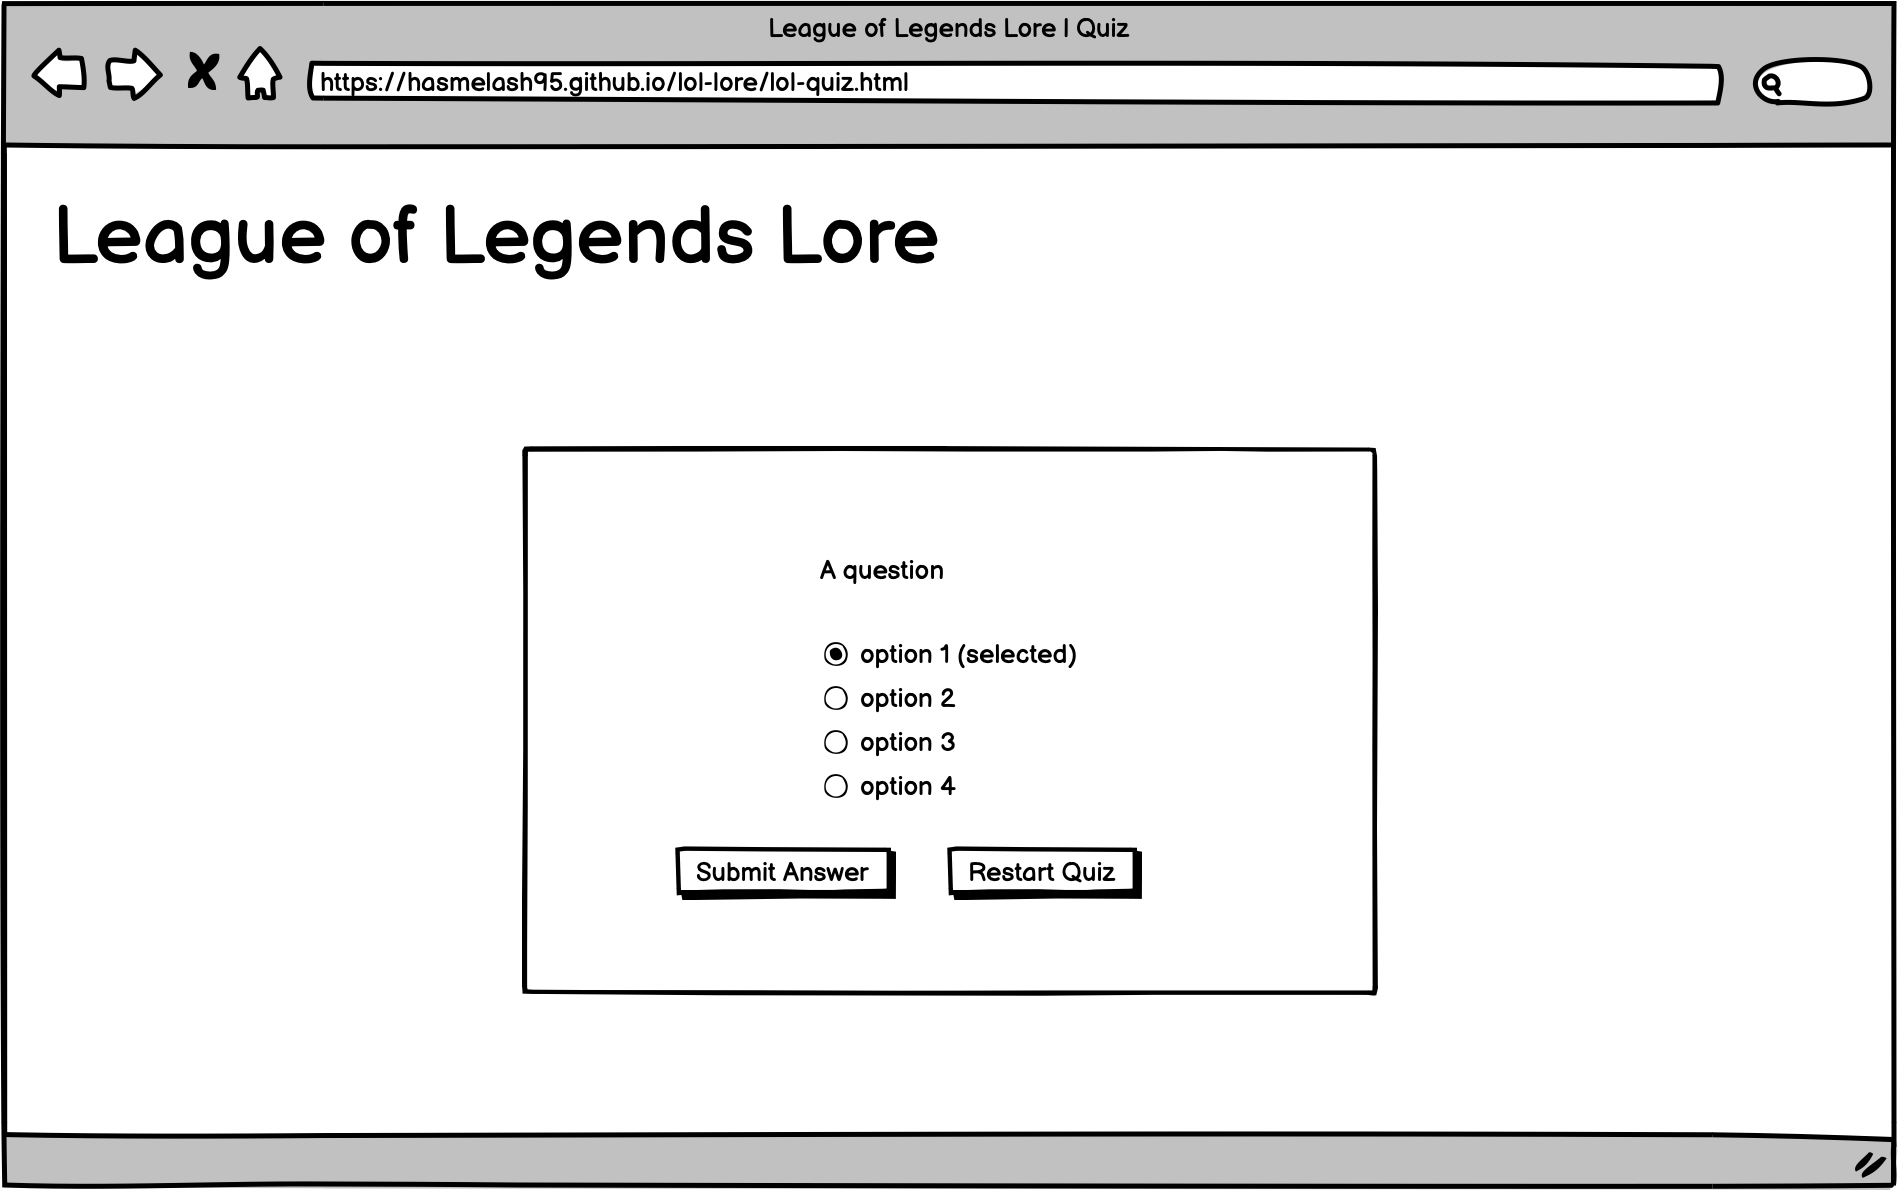 League of Legends Lore | Quiz
https://hasmelash95.github.io/lol-lore/lol-quiz.html
League of Legends Lore
A question
option 1 (selected)
option 2
option 3
option 4
Submit Answer
Restart Quiz